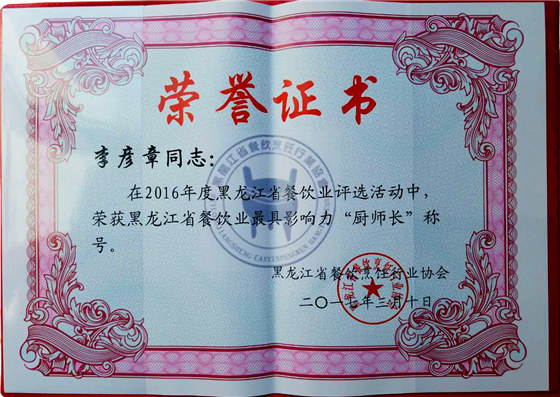 荣誉证书
李彦章同志：
在2016年度黑龙江省餐饮业评选活动中，
荣获黑龙江省餐饮业最具影响力“厨师长”称
号。
黑龙江省餐饮烹饪行业协会
二〇一七年三月十日